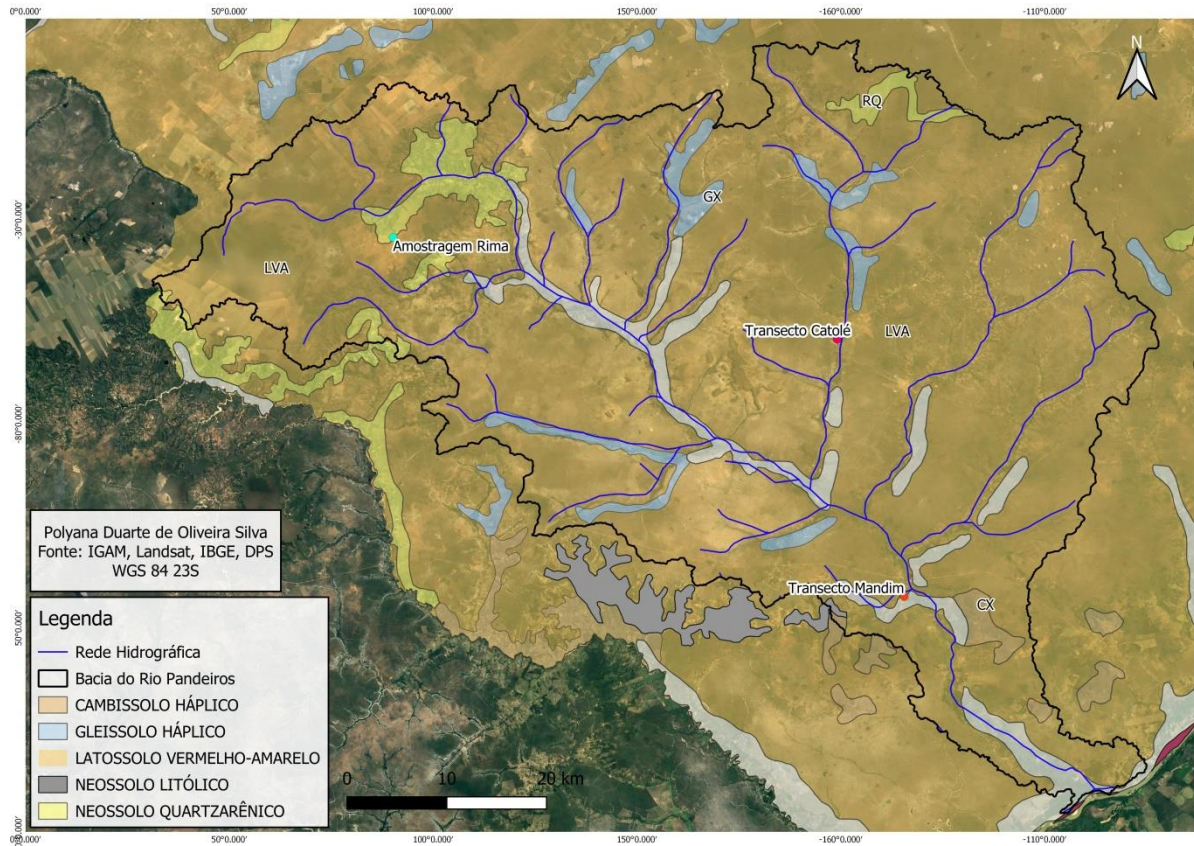 0°0.000' 50°0.000' 100°0.000' 150°0.000' -160°0.000' -110°0.000'
N
RQ
GX
-30°0.000'
Amostragem Rima
LVA
Transecto Catolé
LVA
-80°0.000'
Polyana Duarte de Oliveira Silva
Fonte: IGAM, Landsat, IBGE, DPS
WGS 84 23S
Transecto Mandim
CX
50°0.000'
Legenda
Rede Hidrográfica
Bacia do Rio Pandeiros
CAMBISSOLO HÁPLICO
GLEISSOLO HÁPLICO
LATOSSOLO VERMELHO-AMARELO
NEOSSOLO LITÓLICO
NEOSSOLO QUARTZARÊNICO
0 10 20 km
50°0.000' 100°0.000' 150°0.000' -160°0.000' -110°0.000'